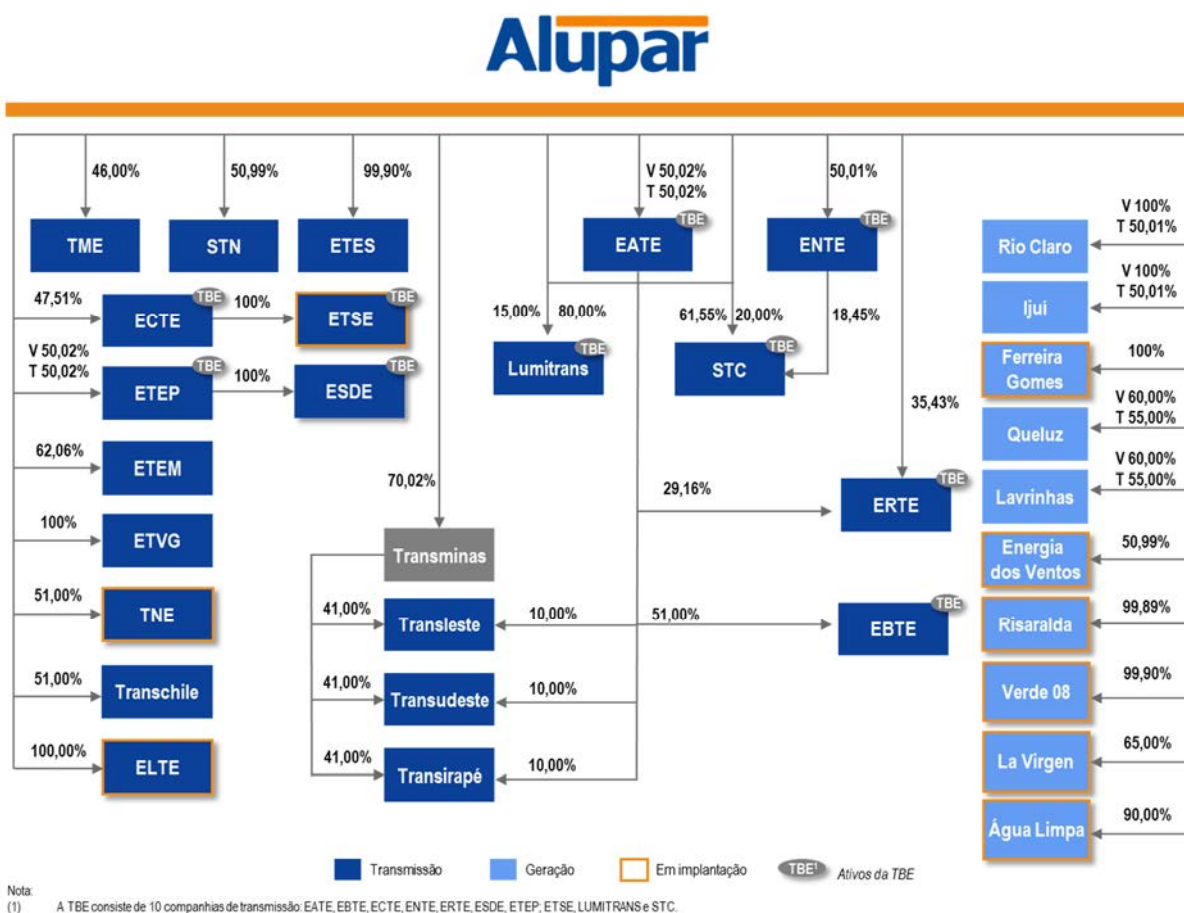 Alupar
46,00%
50,99%
99,90%
V 50,02%
T 50,02%
50,01%
TME
STN
ETES
EATE
TBE
ENTE
TBE
V 100%
T 50,01%
Rio Claro
V 100%
T 50,01%
Ijuí
47,51%
ECTE
TBE
100%
ETSE
TBE
15,00%
80,00%
61,55%
20,00%
18,45%
Lumitrans
TBE
STC
TBE
100%
Ferreira
Gomes
V 50,02%
T 50,02%
ETEP
TBE
100%
ESDE
TBE
35,43%
V 60,00%
T 55,00%
Queluz
62,06%
ETEM
70,02%
29,16%
ERTE
TBE
V 60,00%
T 55,00%
Lavrinhas
100%
ETVG
Transminas
50,99%
Energia
dos Ventos
51,00%
TNE
41,00%
Transleste
10,00%
51,00%
EBTE
TBE
99,89%
Risaralda
51,00%
Transchile
41,00%
Transudeste
10,00%
99,90%
Verde 08
100,00%
ELTE
41,00%
Transirapé
10,00%
65,00%
La Virgen
90,00%
Água Limpa
Transmissão
Geração
Em implantação
TBE¹
Ativos da TBE
Nota:
(1) A TBE consiste de 10 companhias de transmissão: EATE, EBTE, ECTE, ENTE, ERTE, ESDE, ETEP, ETSE, LUMITRANS e STC.